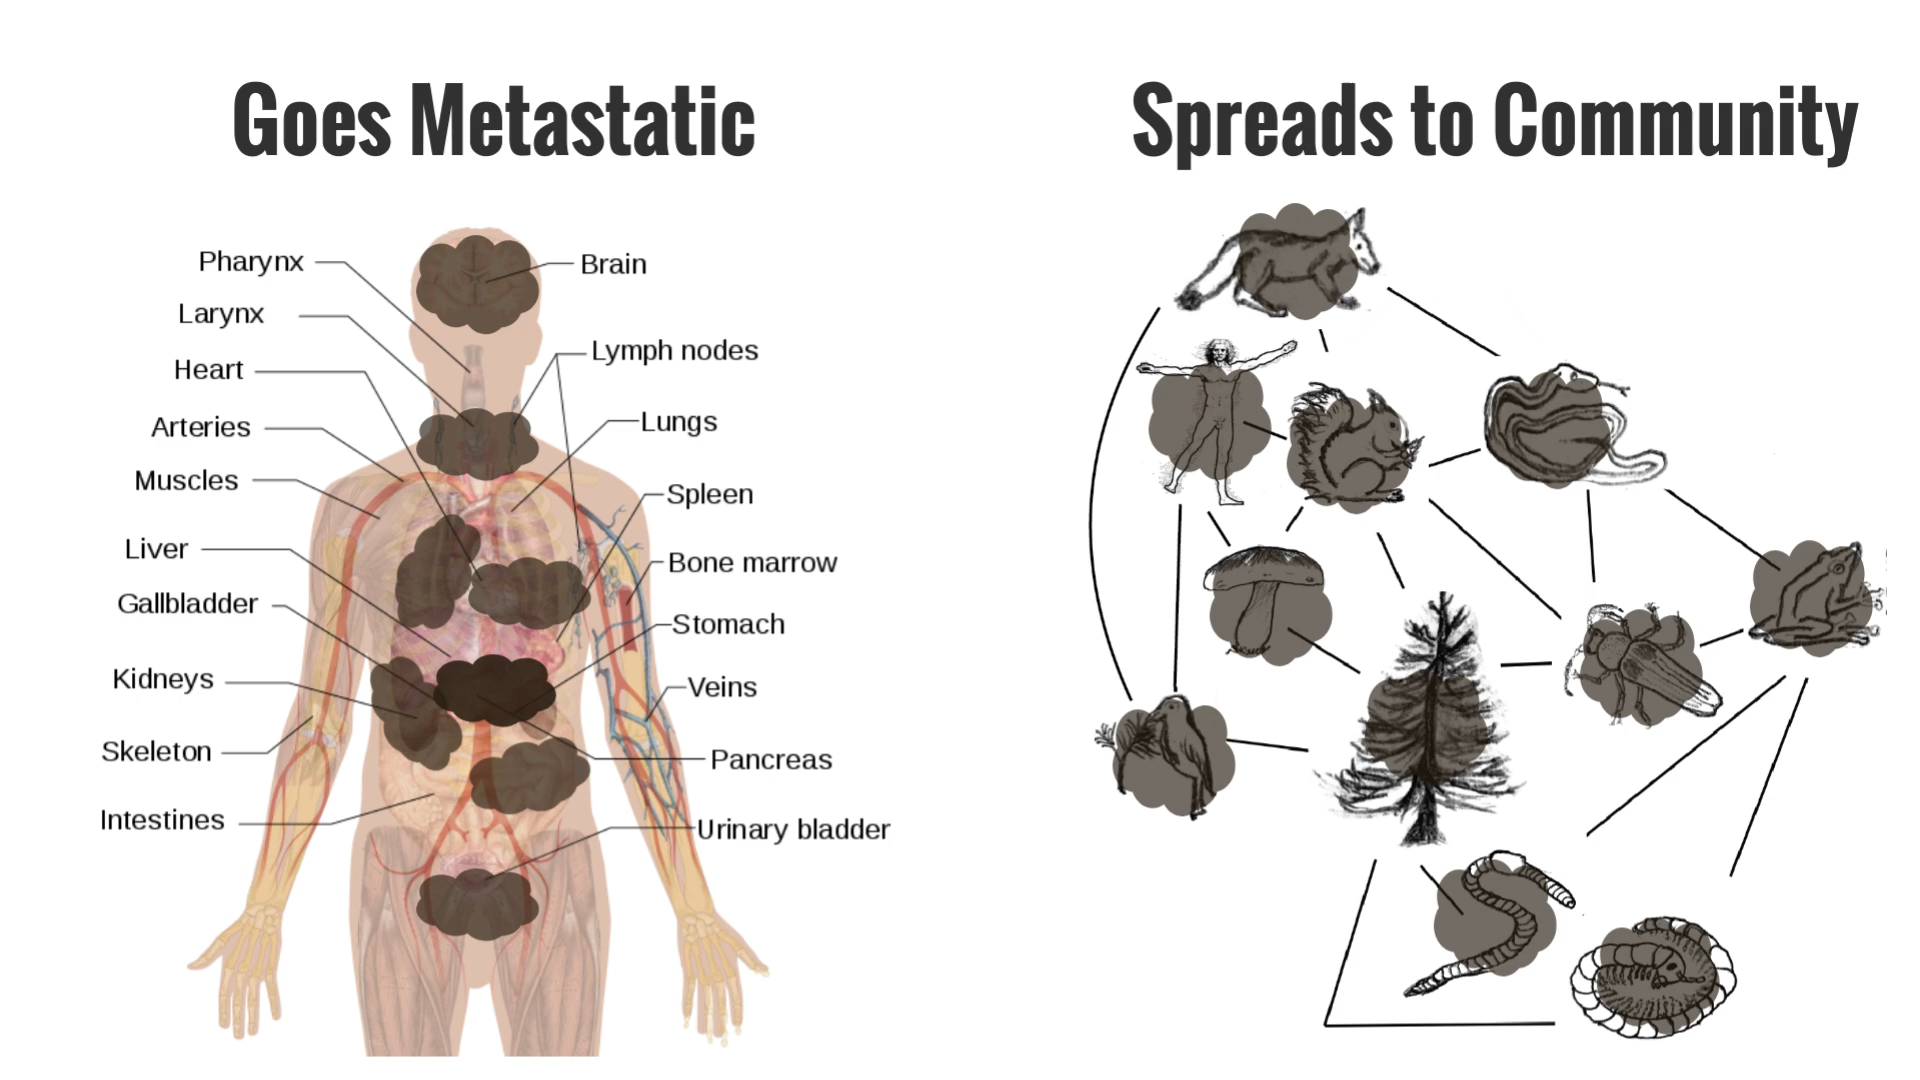 Goes Metastatic
Spreads to Community
Pharynx
Larynx
Heart
Arteries
Muscles
Liver
Gallbladder
Kidneys
Skeleton
Intestines
Brain
Lymph nodes
Lungs
Spleen
Bone marrow
Stomach
Veins
Pancreas
Urinary bladder